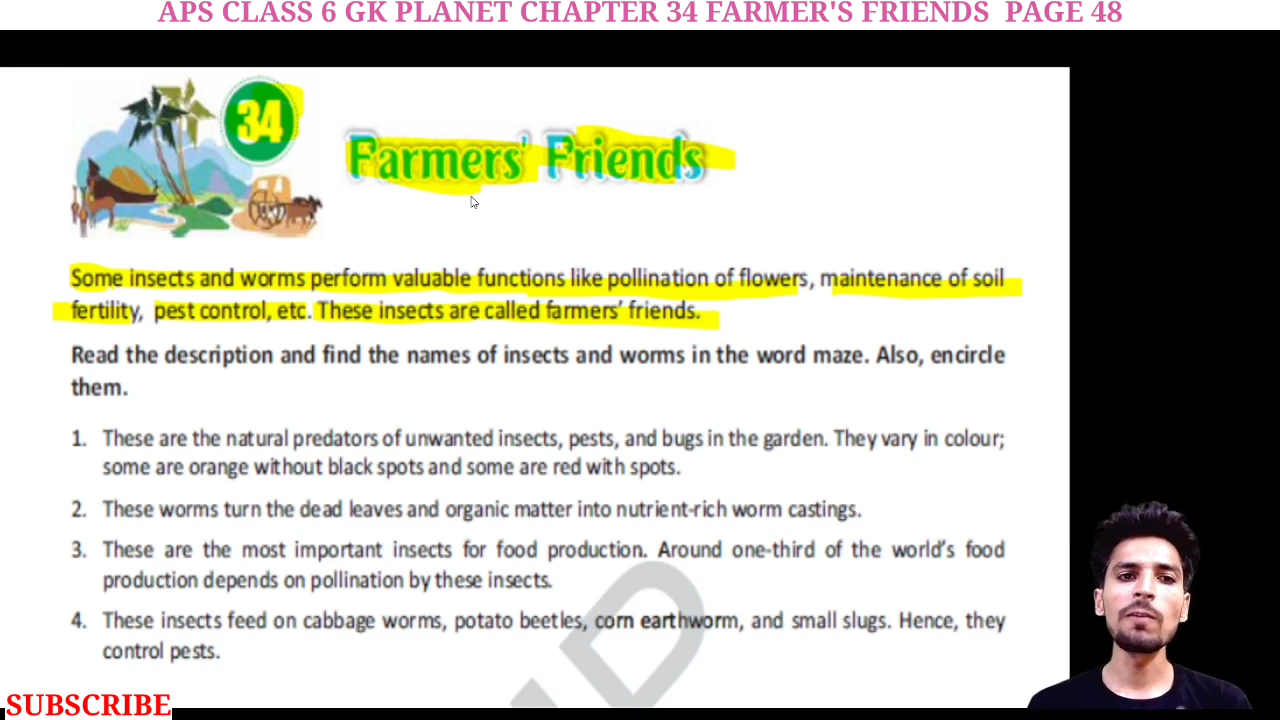 APS CLASS 6 GK PLANET CHAPTER 34 FARMER'S FRIENDS PAGE 48
34
Farmers' Friends
Some insects and worms perform valuable functions like pollination of flowers, maintenance of soil
fertility, pest control, etc. These insects are called farmers’ friends.
Read the description and find the names of insects and worms in the word maze. Also, encircle
them.
1. These are the natural predators of unwanted insects, pests, and bugs in the garden. They vary in colour;
some are orange without black spots and some are red with spots.
2. These worms turn the dead leaves and organic matter into nutrient-rich worm castings.
3. These are the most important insects for food production. Around one-third of the world’s food
production depends on pollination by these insects.
4. These insects feed on cabbage worms, potato beetles, corn earthworm, and small slugs. Hence, they
control pests.
SUBSCRIBE